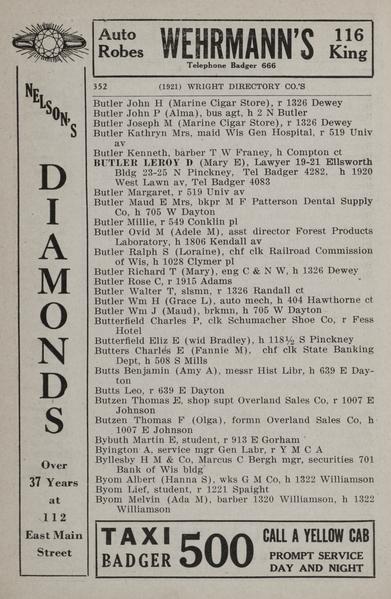 Auto Robes
WEHRMANN'S
116 King
Telephone Badger 666
NELSON'S
DIAMONDS
Over
37 Years
at
112
East Main
Street
352 (1921) WRIGHT DIRECTORY CO.'S
Butler John H (Marine Cigar Store), r 1326 Dewey
Butler John P (Alma), bus agt, h 2 N Butler
Butler Joseph M (Marine Cigar Store), r 1326 Dewey
Butler Kathryn Mrs, maid Wis Gen Hospital, r 519 Univ
av
Butler Kenneth, barber T W Franey, h Compton ct
BUTLER LEROY D (Mary E), Lawyer 19-21 Ellsworth
Bldg 23-25 N Pinckney, Tel Badger 4282, h 1920
West Lawn av, Tel Badger 4083
Butler Margaret, r 519 Univ av
Butler Maud E Mrs, bkpr M F Patterson Dental Supply
Co, h 705 W Dayton
Butler Millie, r 549 Conklin pl
Butler Ovid M (Adele M), asst director Forest Products
Laboratory, h 1806 Kendall av
Butler Ralph S (Loraine), chf clk Railroad Commission
of Wis, h 1028 Clymer pl
Butler Richard T (Mary), eng C & N W, h 1326 Dewey
Butler Rose C, r 1915 Adams
Butler Walter T, slsmn, r 1326 Randall ct
Butler Wm H (Grace L), auto mech, h 404 Hawthorne ct
Butler Wm J (Maud), brkmn, h 705 W Dayton
Butterfield Charles P, clk Schumacher Shoe Co, r Fess
Hotel
Butterfield Eliz E (wid Bradley), h 118½ S Pinckney
Butters Charles E (Fannie M), chf clk State Banking
Dept, h 508 S Mills
Butts Benjamin (Amy A), messr Hist Libr, h 639 E Day-
ton
Butts Leo, r 639 E Dayton
Butzen Thomas E, shop supt Overland Sales Co, r 1007 E
Johnson
Butzen Thomas F (Olga), formn Overland Sales Co, h
1007 E Johnson
Bybuth Martin E, student, r 913 E Gorham
Byington A, service mgr Gen Labr, r Y M C A
Byllesby H M & Co, Marcus C Bergh mgr, securities 701
Bank of Wis bldg
Byom Albert (Hanna S), wks G M Co, h 1322 Williamson
Byom Lief, student, r 1221 Spaight
Byom Melvin (Ada M), barber 1320 Williamson, h 1322
Williamson
TAXI
BADGER
500
CALL A YELLOW CAB
PROMPT SERVICE
DAY AND NIGHT